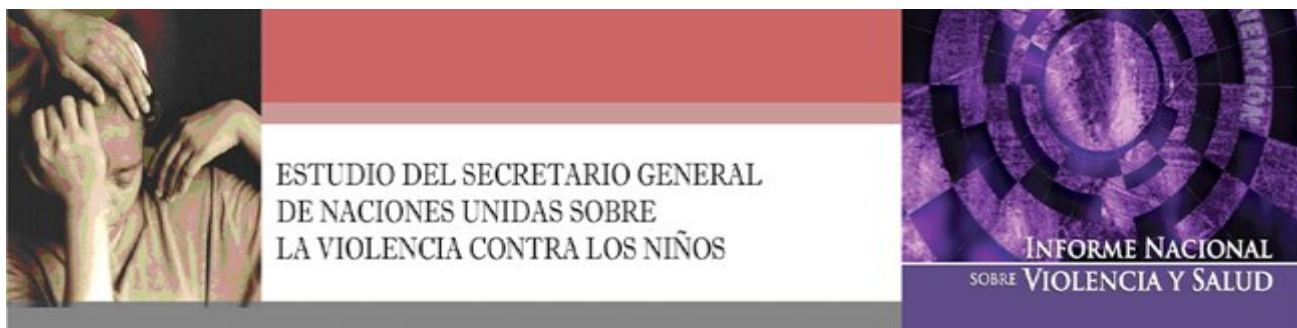 ESTUDIO DEL SECRETARIO GENERAL
DE NACIONES UNIDAS SOBRE
LA VIOLENCIA CONTRA LOS NIÑOS
INFORME NACIONAL
SOBRE VIOLENCIA Y SALUD